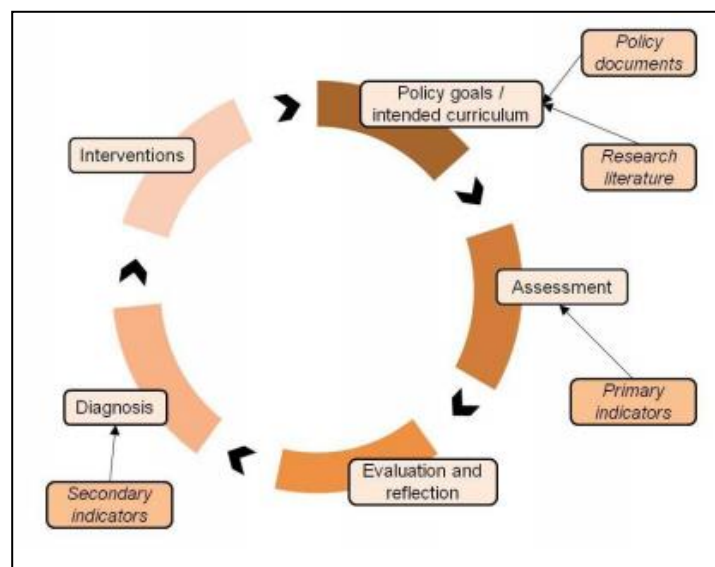 Policy
documents
Policy goals /
intended curriculum
Research
literature
Interventions
Assessment
Primary
indicators
Diagnosis
Evaluation and
reflection
Secondary
indicators